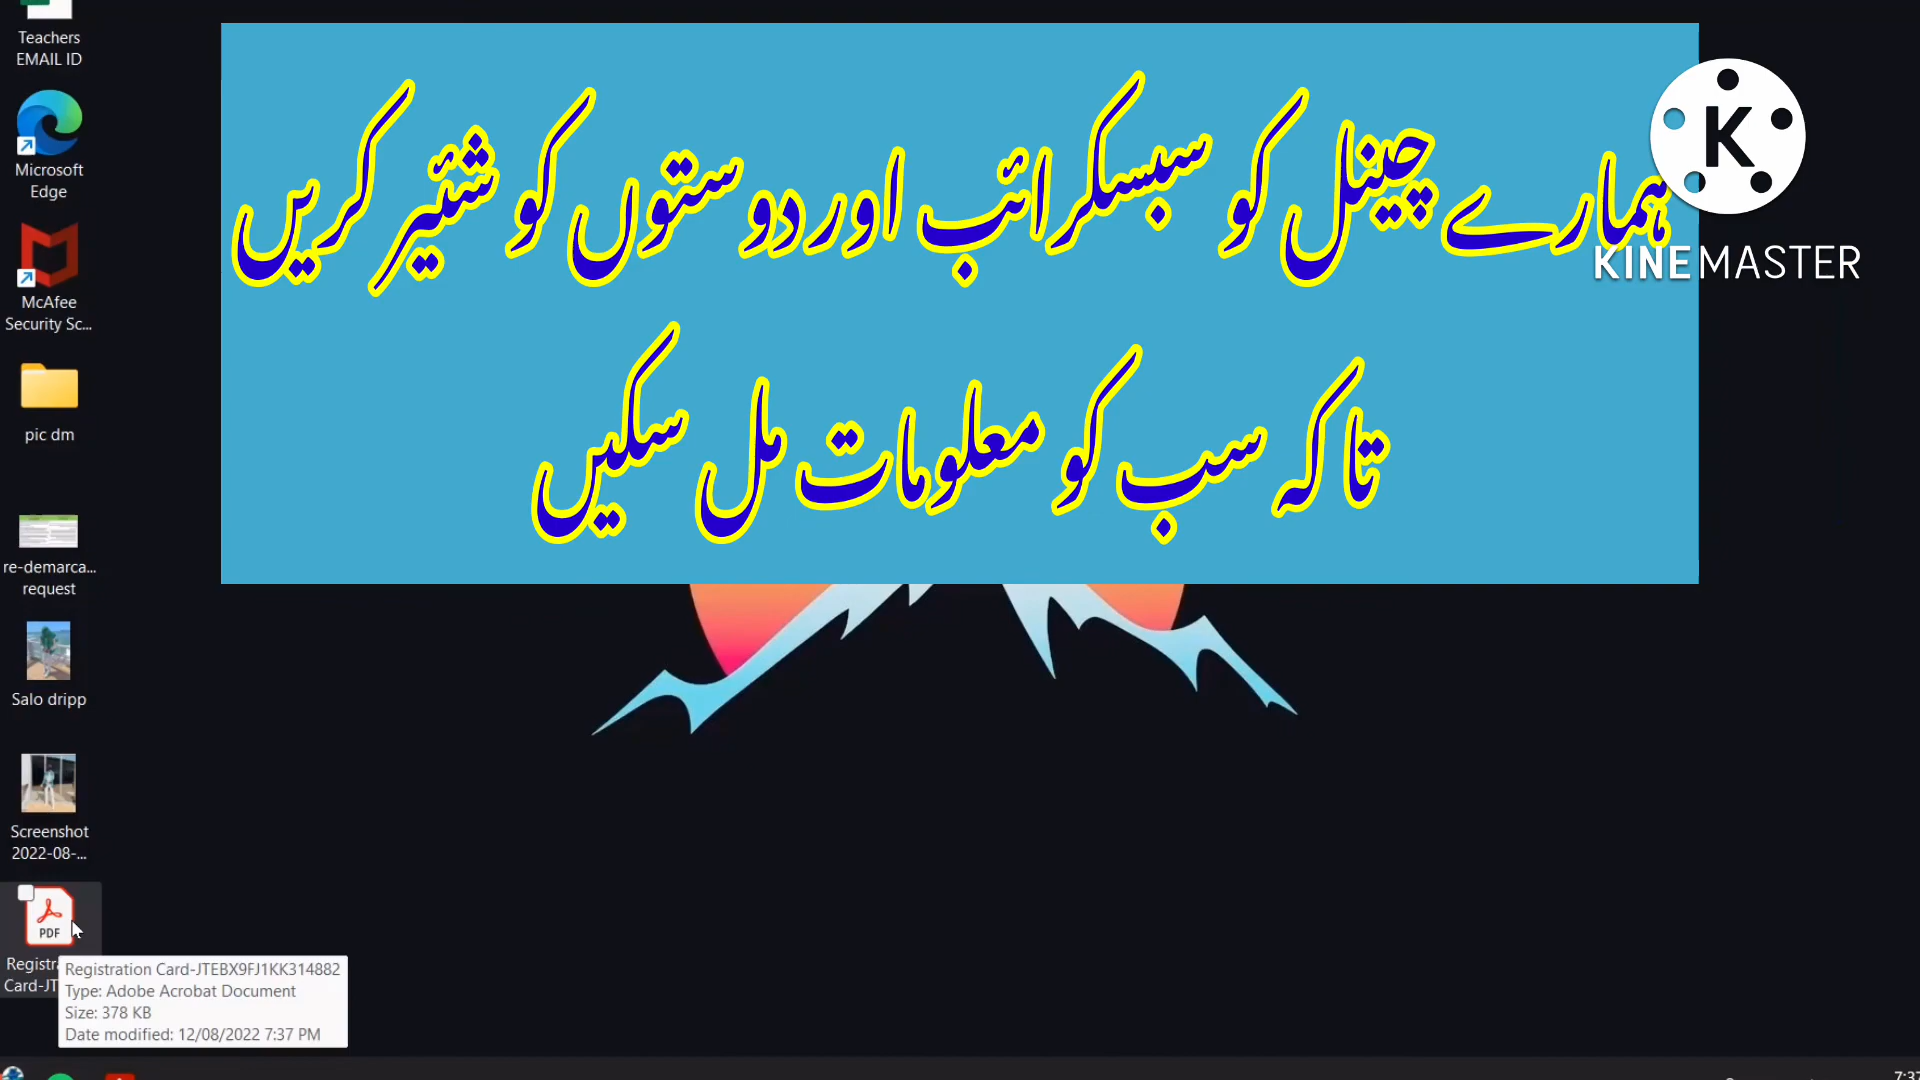 Teachers
EMAIL ID
Microsoft
Edge
McAfee
Security Sc...
pic dm
re-demarca...
request
Salo dripp
Screenshot
2022-08-...
PDF
Registr
Card-JT
Registration Card-JTEBX9FJ1KK314882
Type: Adobe Acrobat Document
Size: 378 KB
Date modified: 12/08/2022 7:37 PM
ہمارے چینل کو سبسکرائب اور دوستوں کو شئیر کریں
تاکہ سب کو معلومات مل سکیں
K
KINEMASTER